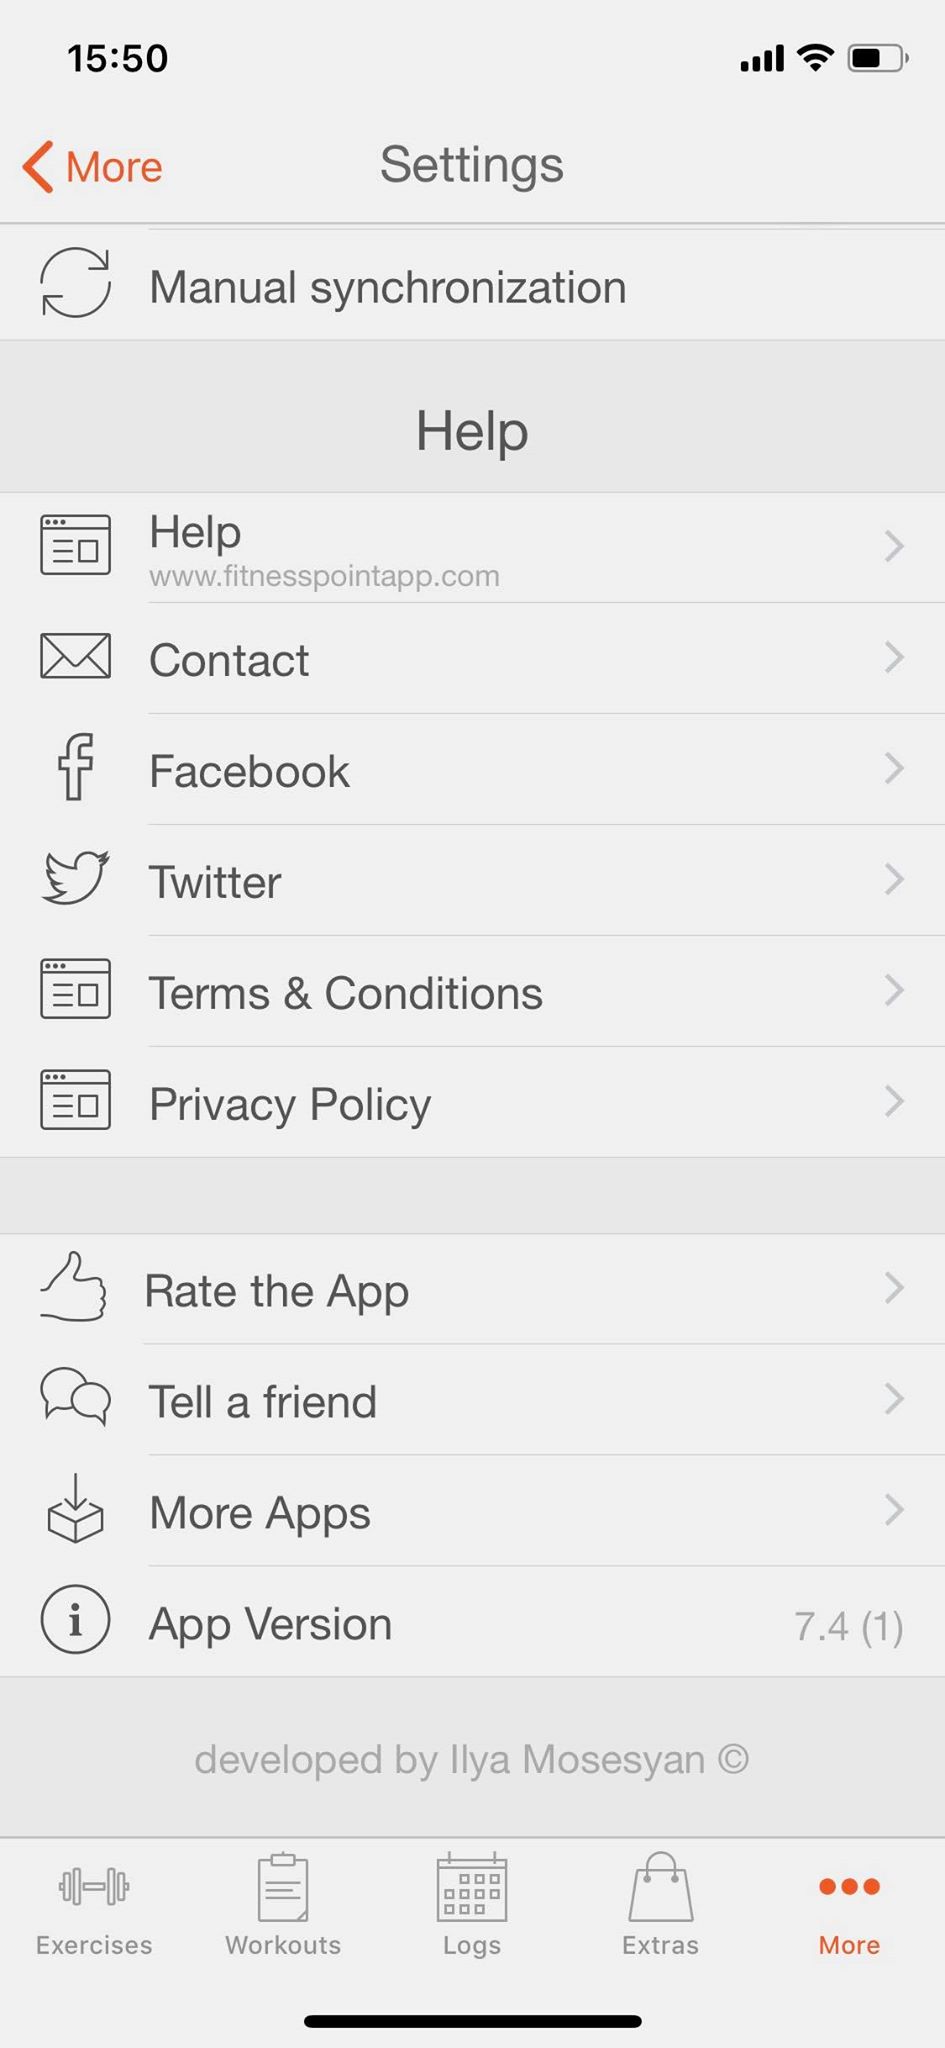 15:50
More
Settings
Manual synchronization
Help
Help
www.fitnesspointapp.com
Contact
Facebook
Twitter
Terms & Conditions
Privacy Policy
Rate the App
Tell a friend
More Apps
App Version 7.4 (1)
developed by Ilya Mosesyan ©
Exercises Workouts Logs Extras More